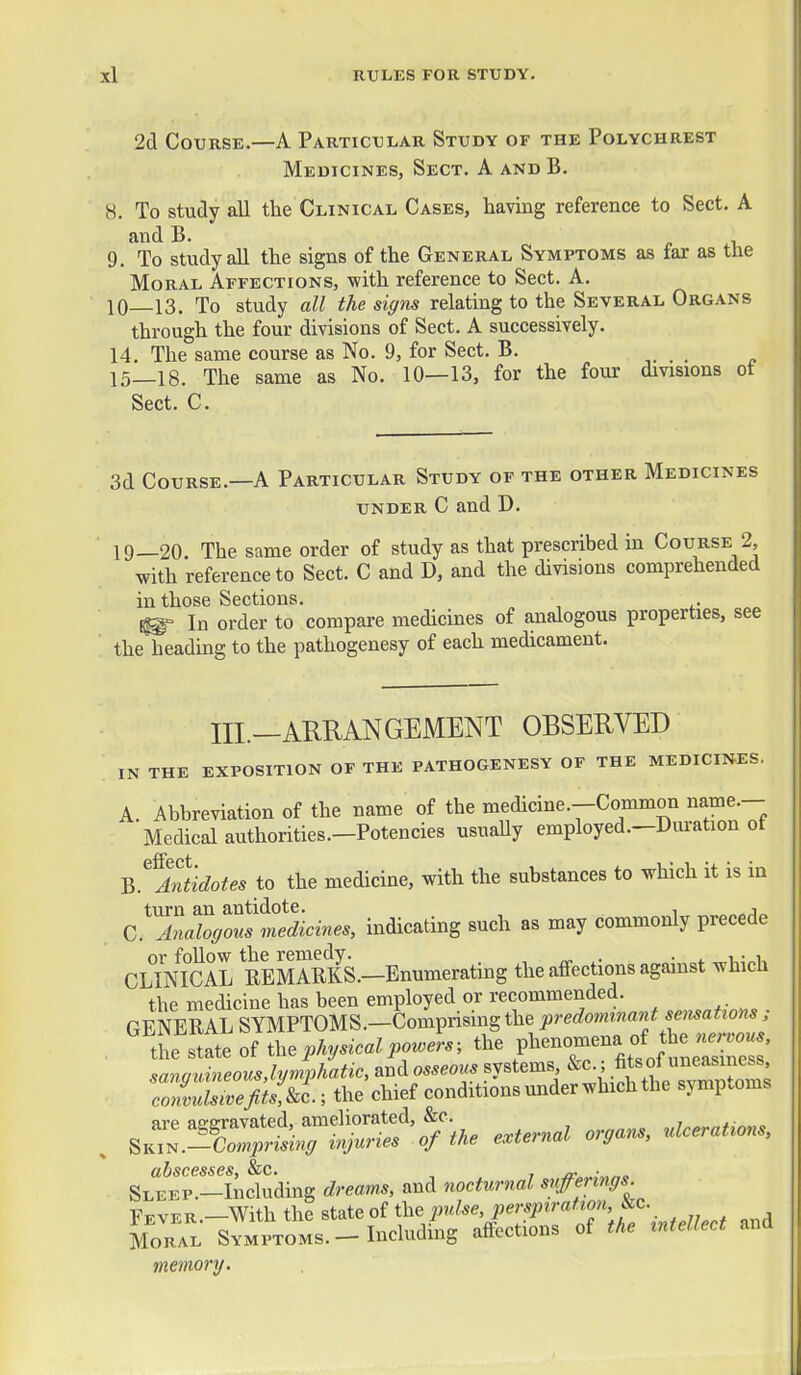 xl RULES FOR STUDY.
2d Course.—A Particular Study of the Polychrest
Medicines, Sect. A and B.
8. To study all the Clinical Cases, having reference to Sect. A
and B.
9. To study all the signs of the General Symptoms as far as the
Moral Affections, with reference to Sect. A.
10—13. To study all the signs relating to the Several Organs
through the four divisions of Sect. A successively.
14. The same course as No. 9, for Sect. B.
15—18. The same as No. 10—13, for the four divisions of
Sect. C.
3d Course.—A Particular Study of the other Medicines
under C and D.
19—20. The same order of study as that prescribed in Course 2,
with reference to Sect. C and D, and the divisions comprehended
in those Sections.
☞ In order to compare medicines of analogous properties, see
the heading to the pathogenesy of each medicament.
III.—ARRANGEMENT OBSERVED
IN THE EXPOSITION OF THE PATHOGENESY OF THE MEDICINES.
A. Abbreviation of the name of the medicine.—Common name.—
Medical authorities.—Potencies usually employed.—Duration of
effect.
B. Antidotes to the medicine, with the substances to which it is in
turn an antidote.
C. Analogous medicines, indicating such as may commonly precede
or follow the remedy.
CLINICAL REMARKS.—Enumerating the affections against which
the medicine has been employed or recommended.
GENERAL SYMPTOMS.—Comprising the predominant sensations;
the state of the physical powers; the phenomena of the nervous,
sanguineous, lymphatic, and osseous systems, &c.; fits of uneasiness,
convulsive fits, &c.; the chief conditions under which the symptoms
are aggravated, ameliorated, &c.
Skin.—Comprising injuries of the external organs, ulcerations,
abscesses, &c.
Sleep.—Including dreams, and nocturnal sufferings.
Fever.—With the state of the pulse, perspiration, &c.
Moral Symptoms.—Including affections of the intellect and
memory.